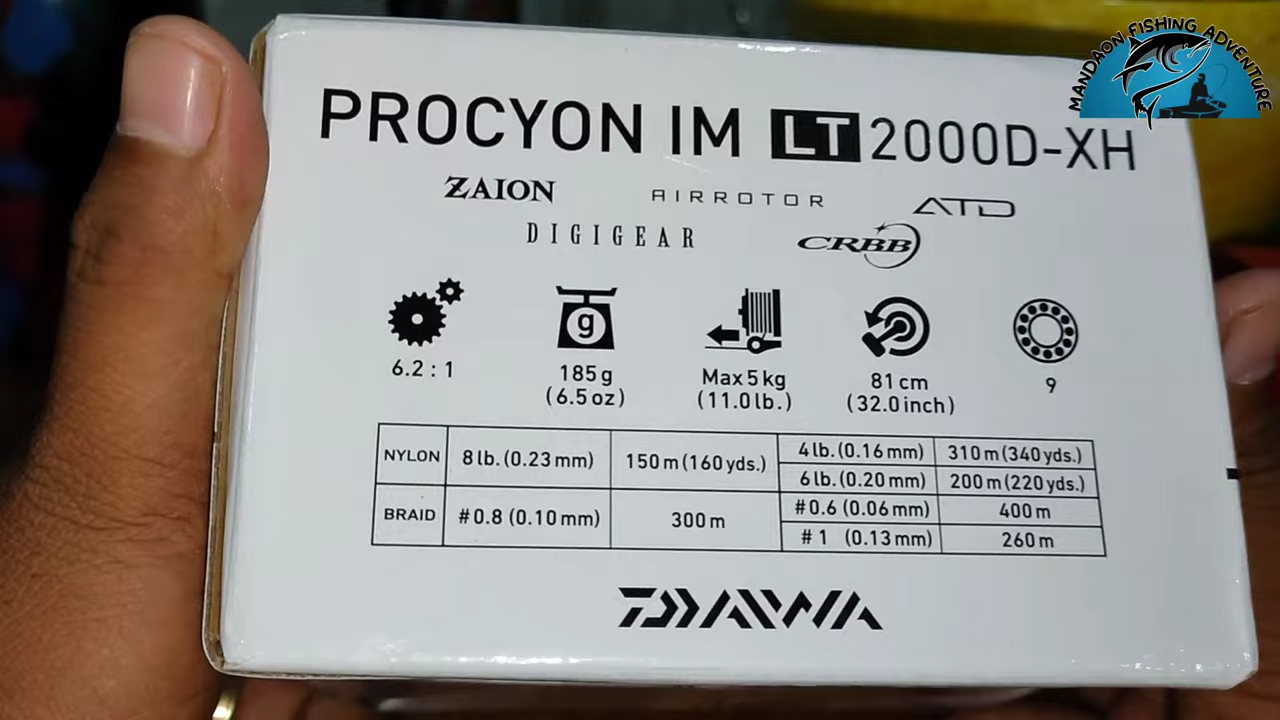 MANDAON FISHING ADVENTURE
PROCYON IM LT 2000D-XH
ZAION AIRROTOR ATD
DIGIGEAR CRBB
g
6.2 : 1 185g Max 5 kg 81 cm 9
(6.5 oz) (11.0 lb.) (32.0 inch)
NYLON 8 lb. (0.23 mm) 150 m (160 yds.) 4 lb. (0.16 mm) 310 m (340 yds.)
6 lb. (0.20 mm) 200 m (220 yds.)
BRAID #0.8 (0.10 mm) 300 m #0.6 (0.06 mm) 400 m
#1 (0.13 mm) 260 m
DAIWA